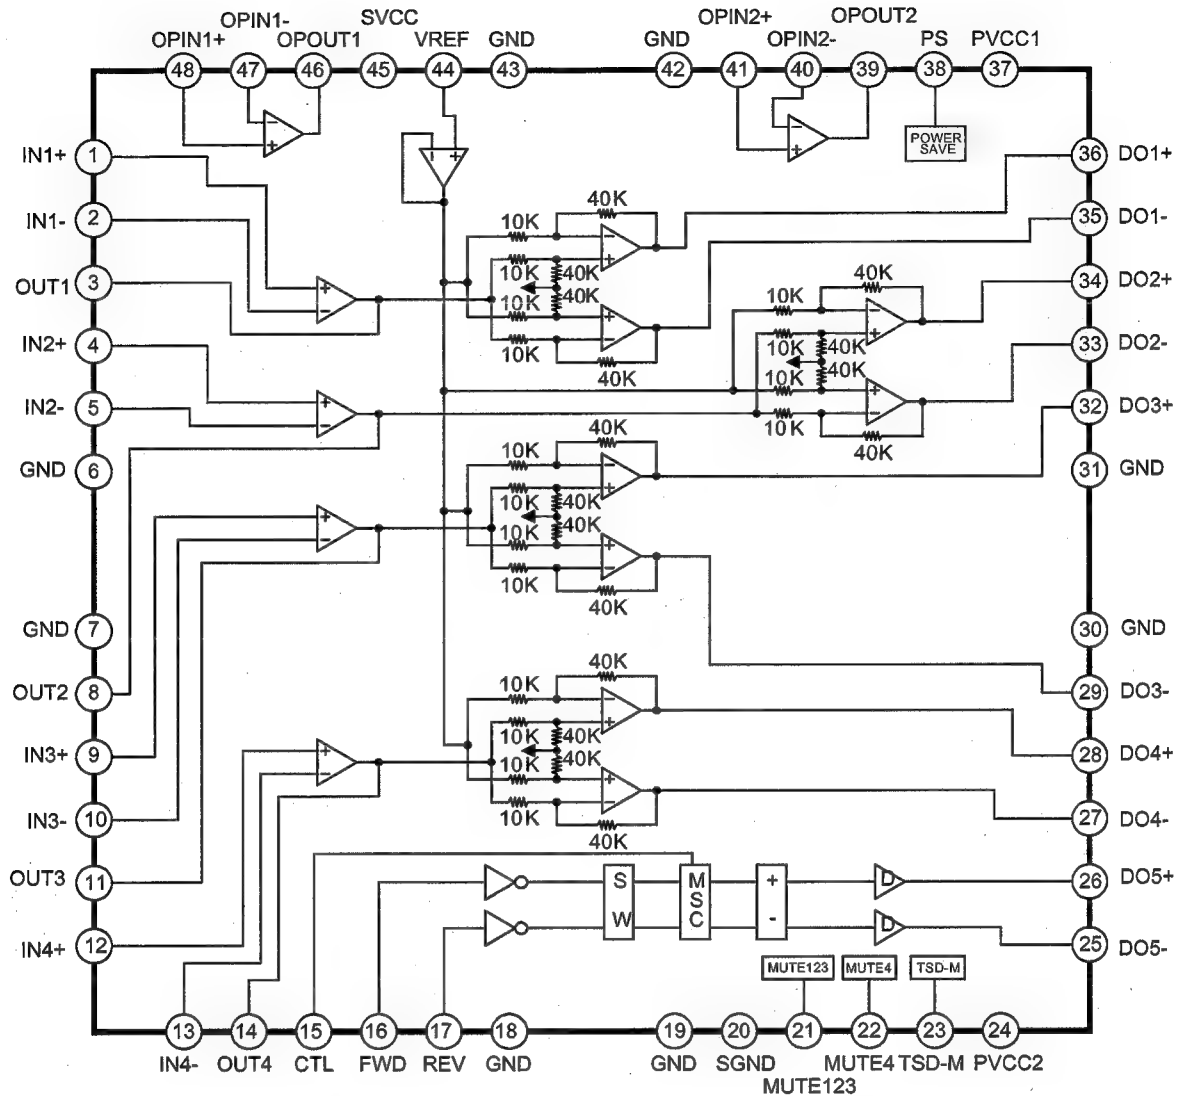 OPIN1-
SVCC
OPIN2+
OPOUT2
OPIN1+
OPOUT1
VREF
GND
GND
OPIN2-
PS
PVCC1
48
47
46
45
44
43
42
41
40
39
38
37
- +
- +
- +
POWER
SAVE
IN1+
1
36
DO1+
IN1-
2
35
DO1-
OUT1
3
34
DO2+
IN2+
4
33
DO2-
IN2-
5
32
DO3+
GND
6
31
GND
GND
7
30
GND
OUT2
8
29
DO3-
IN3+
9
28
DO4+
IN3-
10
27
DO4-
OUT3
11
26
DO5+
IN4+
12
25
DO5-
+ -
40K
10K
- +
10K
40K
10K
40K
+ -
10K
40K
40K
10K
- +
10K
40K
40K
10K
+ -
10K
40K
+ -
40K
10K
- +
10K
40K
10K
40K
+ -
10K
40K
+ -
40K
10K
- +
10K
40K
10K
40K
+ -
10K
40K
+ -
S
W
M
S
C
+
-
D
D
MUTE123
MUTE4
TSD-M
13
14
15
16
17
18
19
20
21
22
23
24
IN4-
OUT4
CTL
FWD
REV
GND
GND
SGND
MUTE4
TSD-M
PVCC2
MUTE123